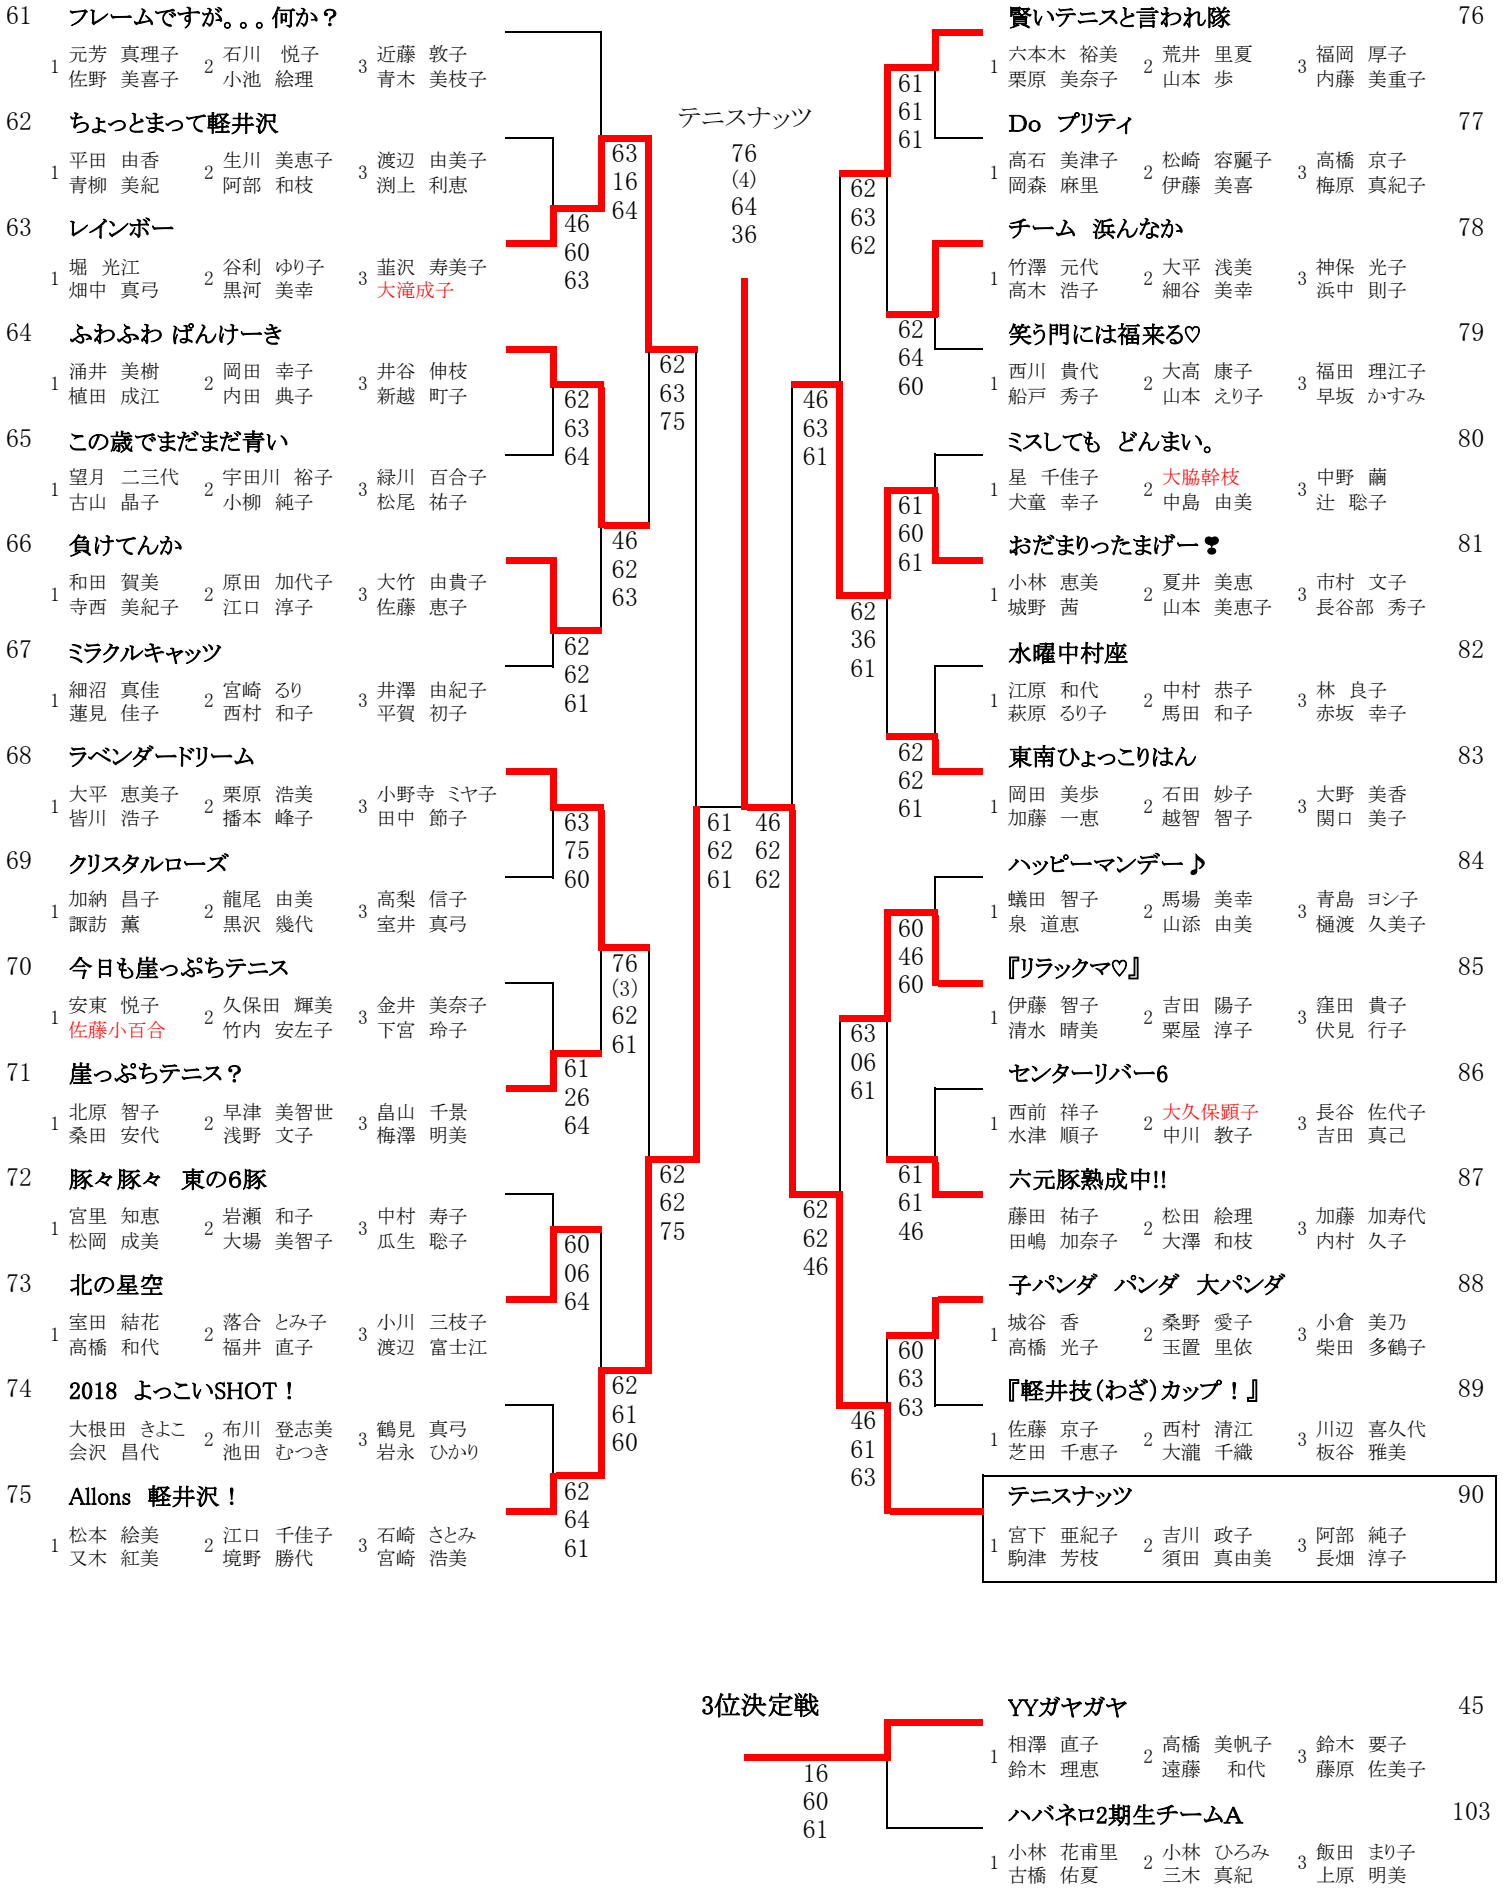 61 フレームですが。。。何か？
1 元芳 真理子 2 石川 悦子 3 近藤 敦子
佐野 美喜子 小池 絵理 青木 美枝子
62 ちょっとまって軽井沢
1 平田 由香 2 生川 美恵子 3 渡辺 由美子
青柳 美紀 阿部 和枝 渕上 利恵
63 レインボー
1 堀 光江 2 谷利 ゆり子 3 韮沢 寿美子
畑中 真弓 黒河 美幸 大滝成子
64 ふわふわ ぱんけーき
1 涌井 美樹 2 岡田 幸子 3 井谷 伸枝
植田 成江 内田 典子 新越 町子
65 この歳でまだまだ青い
1 望月 二三代 2 宇田川 裕子 3 緑川 百合子
古山 晶子 小柳 純子 松尾 祐子
66 負けてんか
1 和田 賀美 2 原田 加代子 3 大竹 由貴子
寺西 美紀子 江口 淳子 佐藤 恵子
67 ミラクルキャッツ
1 細沼 真佳 2 宮崎 るり 3 井澤 由紀子
蓮見 佳子 西村 和子 平賀 初子
68 ラベンダードリーム
1 大平 恵美子 2 栗原 浩美 3 小野寺 ミヤ子
皆川 浩子 播本 峰子 田中 節子
69 クリスタルローズ
1 加納 昌子 2 龍尾 由美 3 高梨 信子
諏訪 薫 黒沢 幾代 室井 真弓
70 今日も崖っぷちテニス
1 安東 悦子 2 久保田 輝美 3 金井 美奈子
佐藤小百合 竹内 安左子 下宮 玲子
71 崖っぷちテニス？
1 北原 智子 2 早津 美智世 3 畠山 千景
桑田 安代 浅野 文子 梅澤 明美
72 豚々豚々 東の6豚
1 宮里 知恵 2 岩瀬 和子 3 中村 寿子
松岡 成美 大場 美智子 瓜生 聡子
73 北の星空
1 室田 結花 2 落合 とみ子 3 小川 三枝子
高橋 和代 福井 直子 渡辺 富士江
74 2018 よっこいSHOT！
大根田 きよこ 2 布川 登志美 3 鶴見 真弓
会沢 昌代 池田 むつき 岩永 ひかり
75 Allons 軽井沢！
1 松本 絵美 2 江口 千佳子 3 石崎 さとみ
又木 紅美 境野 勝代 宮崎 浩美
46
60
63
62
63
64
62
62
61
63
75
60
61
26
64
60
06
64
62
64
61
63
16
64
46
62
63
76
(3)
62
61
62
61
60
62
63
75
62
62
75
61
62
61
テニスナッツ
76
(4)
64
36
46
62
62
46
63
61
62
62
46
62
63
62
62
36
61
63
06
61
46
61
63
61
61
61
62
64
60
61
60
61
62
62
61
60
46
60
61
61
46
60
63
63
賢いテニスと言われ隊 76
1 六本木 裕美 2 荒井 里夏 3 福岡 厚子
栗原 美奈子 山本 歩 内藤 美重子
Do プリティ 77
1 高石 美津子 2 松崎 容麗子 3 高橋 京子
岡森 麻里 伊藤 美喜 梅原 真紀子
チーム 浜んなか 78
1 竹澤 元代 2 大平 浅美 3 神保 光子
高木 浩子 細谷 美幸 浜中 則子
笑う門には福来る♡ 79
1 西川 貴代 2 大高 康子 3 福田 理江子
船戸 秀子 山本 えり子 早坂 かすみ
ミスしても どんまい。 80
1 星 千佳子 2 大脇幹枝 3 中野 繭
犬童 幸子 中島 由美 辻 聡子
おだまりったまげー❣ 81
1 小林 恵美 2 夏井 美恵 3 市村 文子
城野 茜 山本 美恵子 長谷部 秀子
水曜中村座 82
1 江原 和代 2 中村 恭子 3 林 良子
萩原 るり子 馬田 和子 赤坂 幸子
東南ひょっこりはん 83
1 岡田 美歩 2 石田 妙子 3 大野 美香
加藤 一恵 越智 智子 関口 美子
ハッピーマンデー♪ 84
1 蟻田 智子 2 馬場 美幸 3 青島 ヨシ子
泉 道恵 山添 由美 樋渡 久美子
『リラックマ♡』 85
1 伊藤 智子 2 吉田 陽子 3 窪田 貴子
清水 晴美 粟屋 淳子 伏見 行子
センターリバー6 86
1 西前 祥子 2 大久保顕子 3 長谷 佐代子
水津 順子 中川 教子 吉田 真己
六元豚熟成中!! 87
藤田 祐子 2 松田 絵理 3 加藤 加寿代
田嶋 加奈子 大澤 和枝 内村 久子
子パンダ パンダ 大パンダ 88
1 城谷 香 2 桑野 愛子 3 小倉 美乃
高橋 光子 玉置 里依 柴田 多鶴子
『軽井技（わざ）カップ！』 89
1 佐藤 京子 2 西村 清江 3 川辺 喜久代
芝田 千恵子 大瀧 千織 板谷 雅美
テニスナッツ 90
1 宮下 亜紀子 2 吉川 政子 3 阿部 純子
駒津 芳枝 須田 真由美 長畑 淳子
3位決定戦
16
60
61
YYガヤガヤ 45
1 相澤 直子 2 高橋 美帆子 3 鈴木 要子
鈴木 理恵 遠藤 和代 藤原 佐美子
ハバネロ2期生チームA 103
1 小林 花甫里 2 小林 ひろみ 3 飯田 まり子
古橋 佑夏 三木 真紀 上原 明美